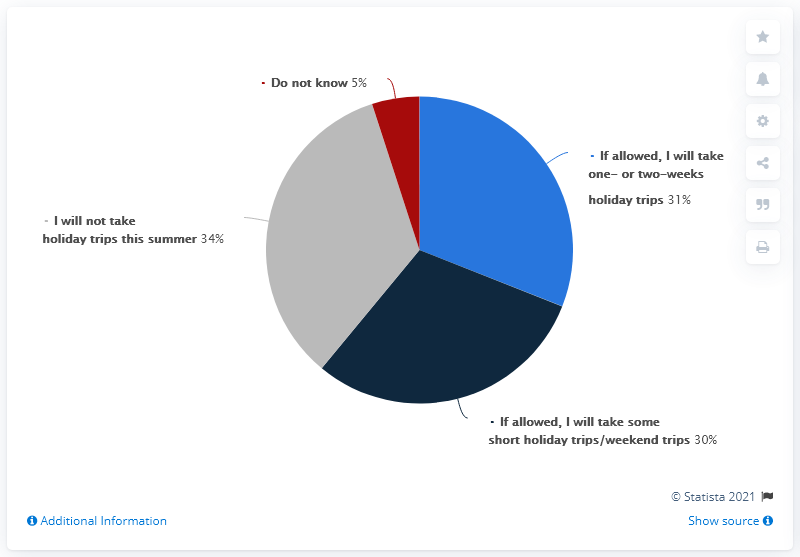 - Do not know 5%
- If allowed, I will take
one- or two-weeks
holiday trips 31%
- I will not take
holiday trips this summer 34%
- If allowed, I will take some
short holiday trips/weekend trips 30%
© Statista 2021
Additional Information
Show source